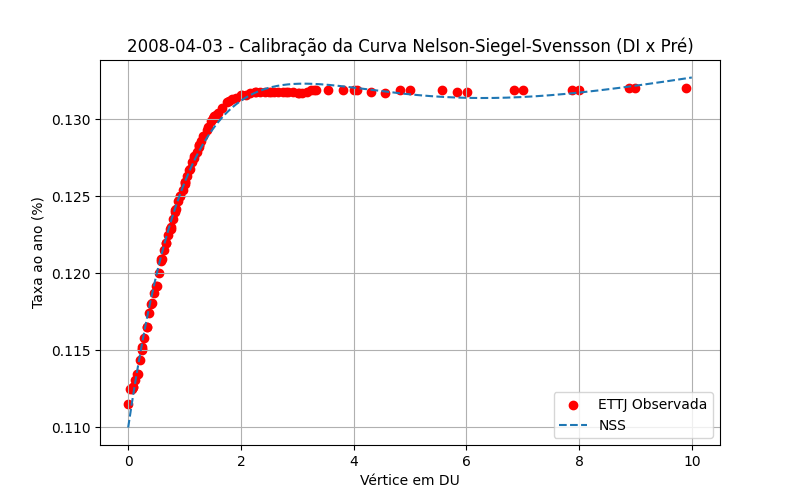 2008-04-03 - Calibração da Curva Nelson-Siegel-Svensson (DI x Pré)
Taxa ao ano (%)
0.130
0.125
0.120
0.115
0.110
0
2
4
6
8
10
Vértice em DU
ETTJ Observada
NSS